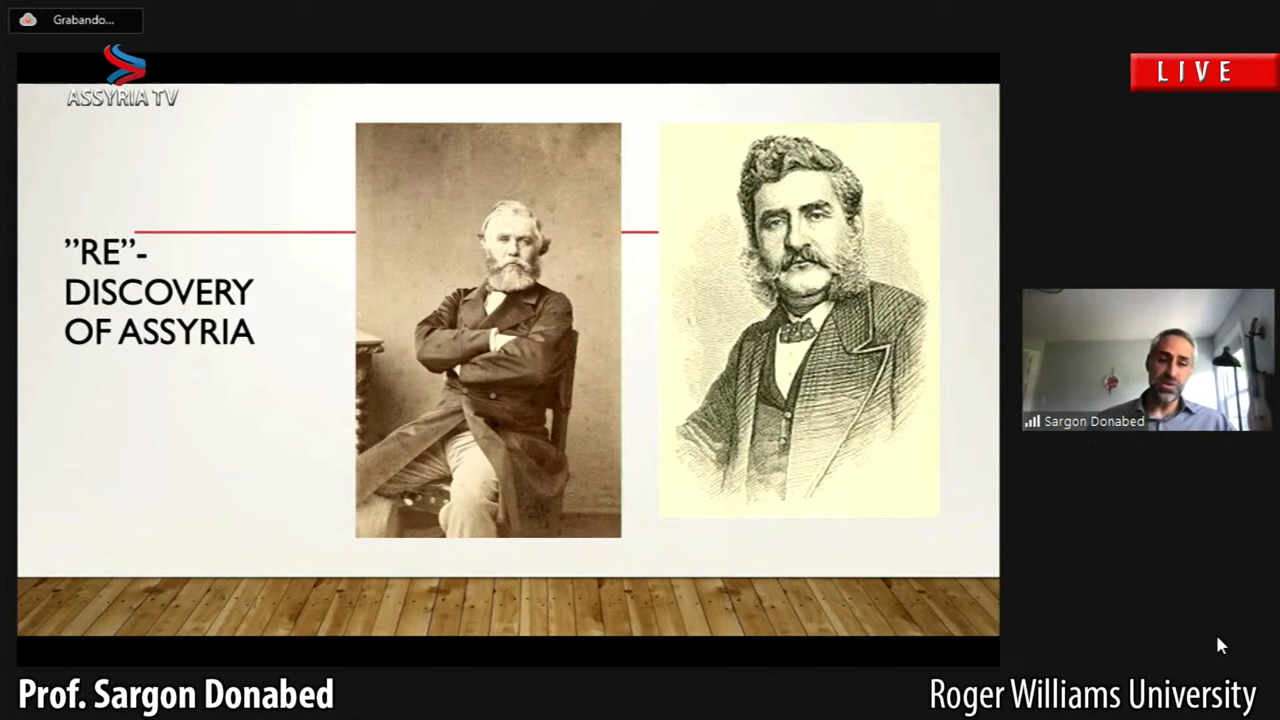 Grabando...
ASSYRIA TV
LIVE
”RE”-
DISCOVERY
OF ASSYRIA
Sargon Donabed
Prof. Sargon Donabed
Roger Williams University